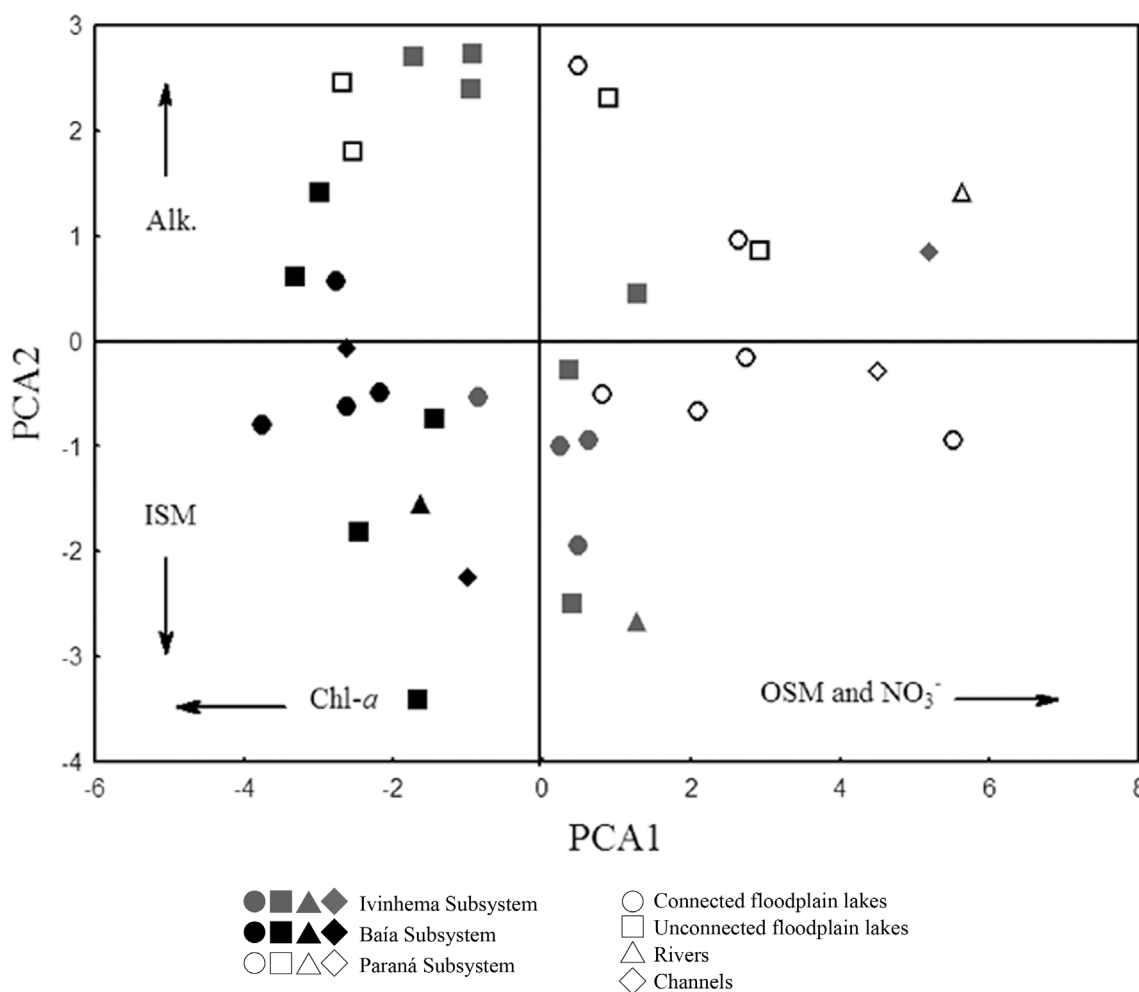 3
2
1
0
-1
-2
-3
-4
PCA2
Alk.
ISM
Chl-a
OSM and NO₃⁻
-6
-4
-2
0
2
4
6
8
PCA1
Ivinhema Subsystem
Baía Subsystem
Paraná Subsystem
Connected floodplain lakes
Unconnected floodplain lakes
Rivers
Channels